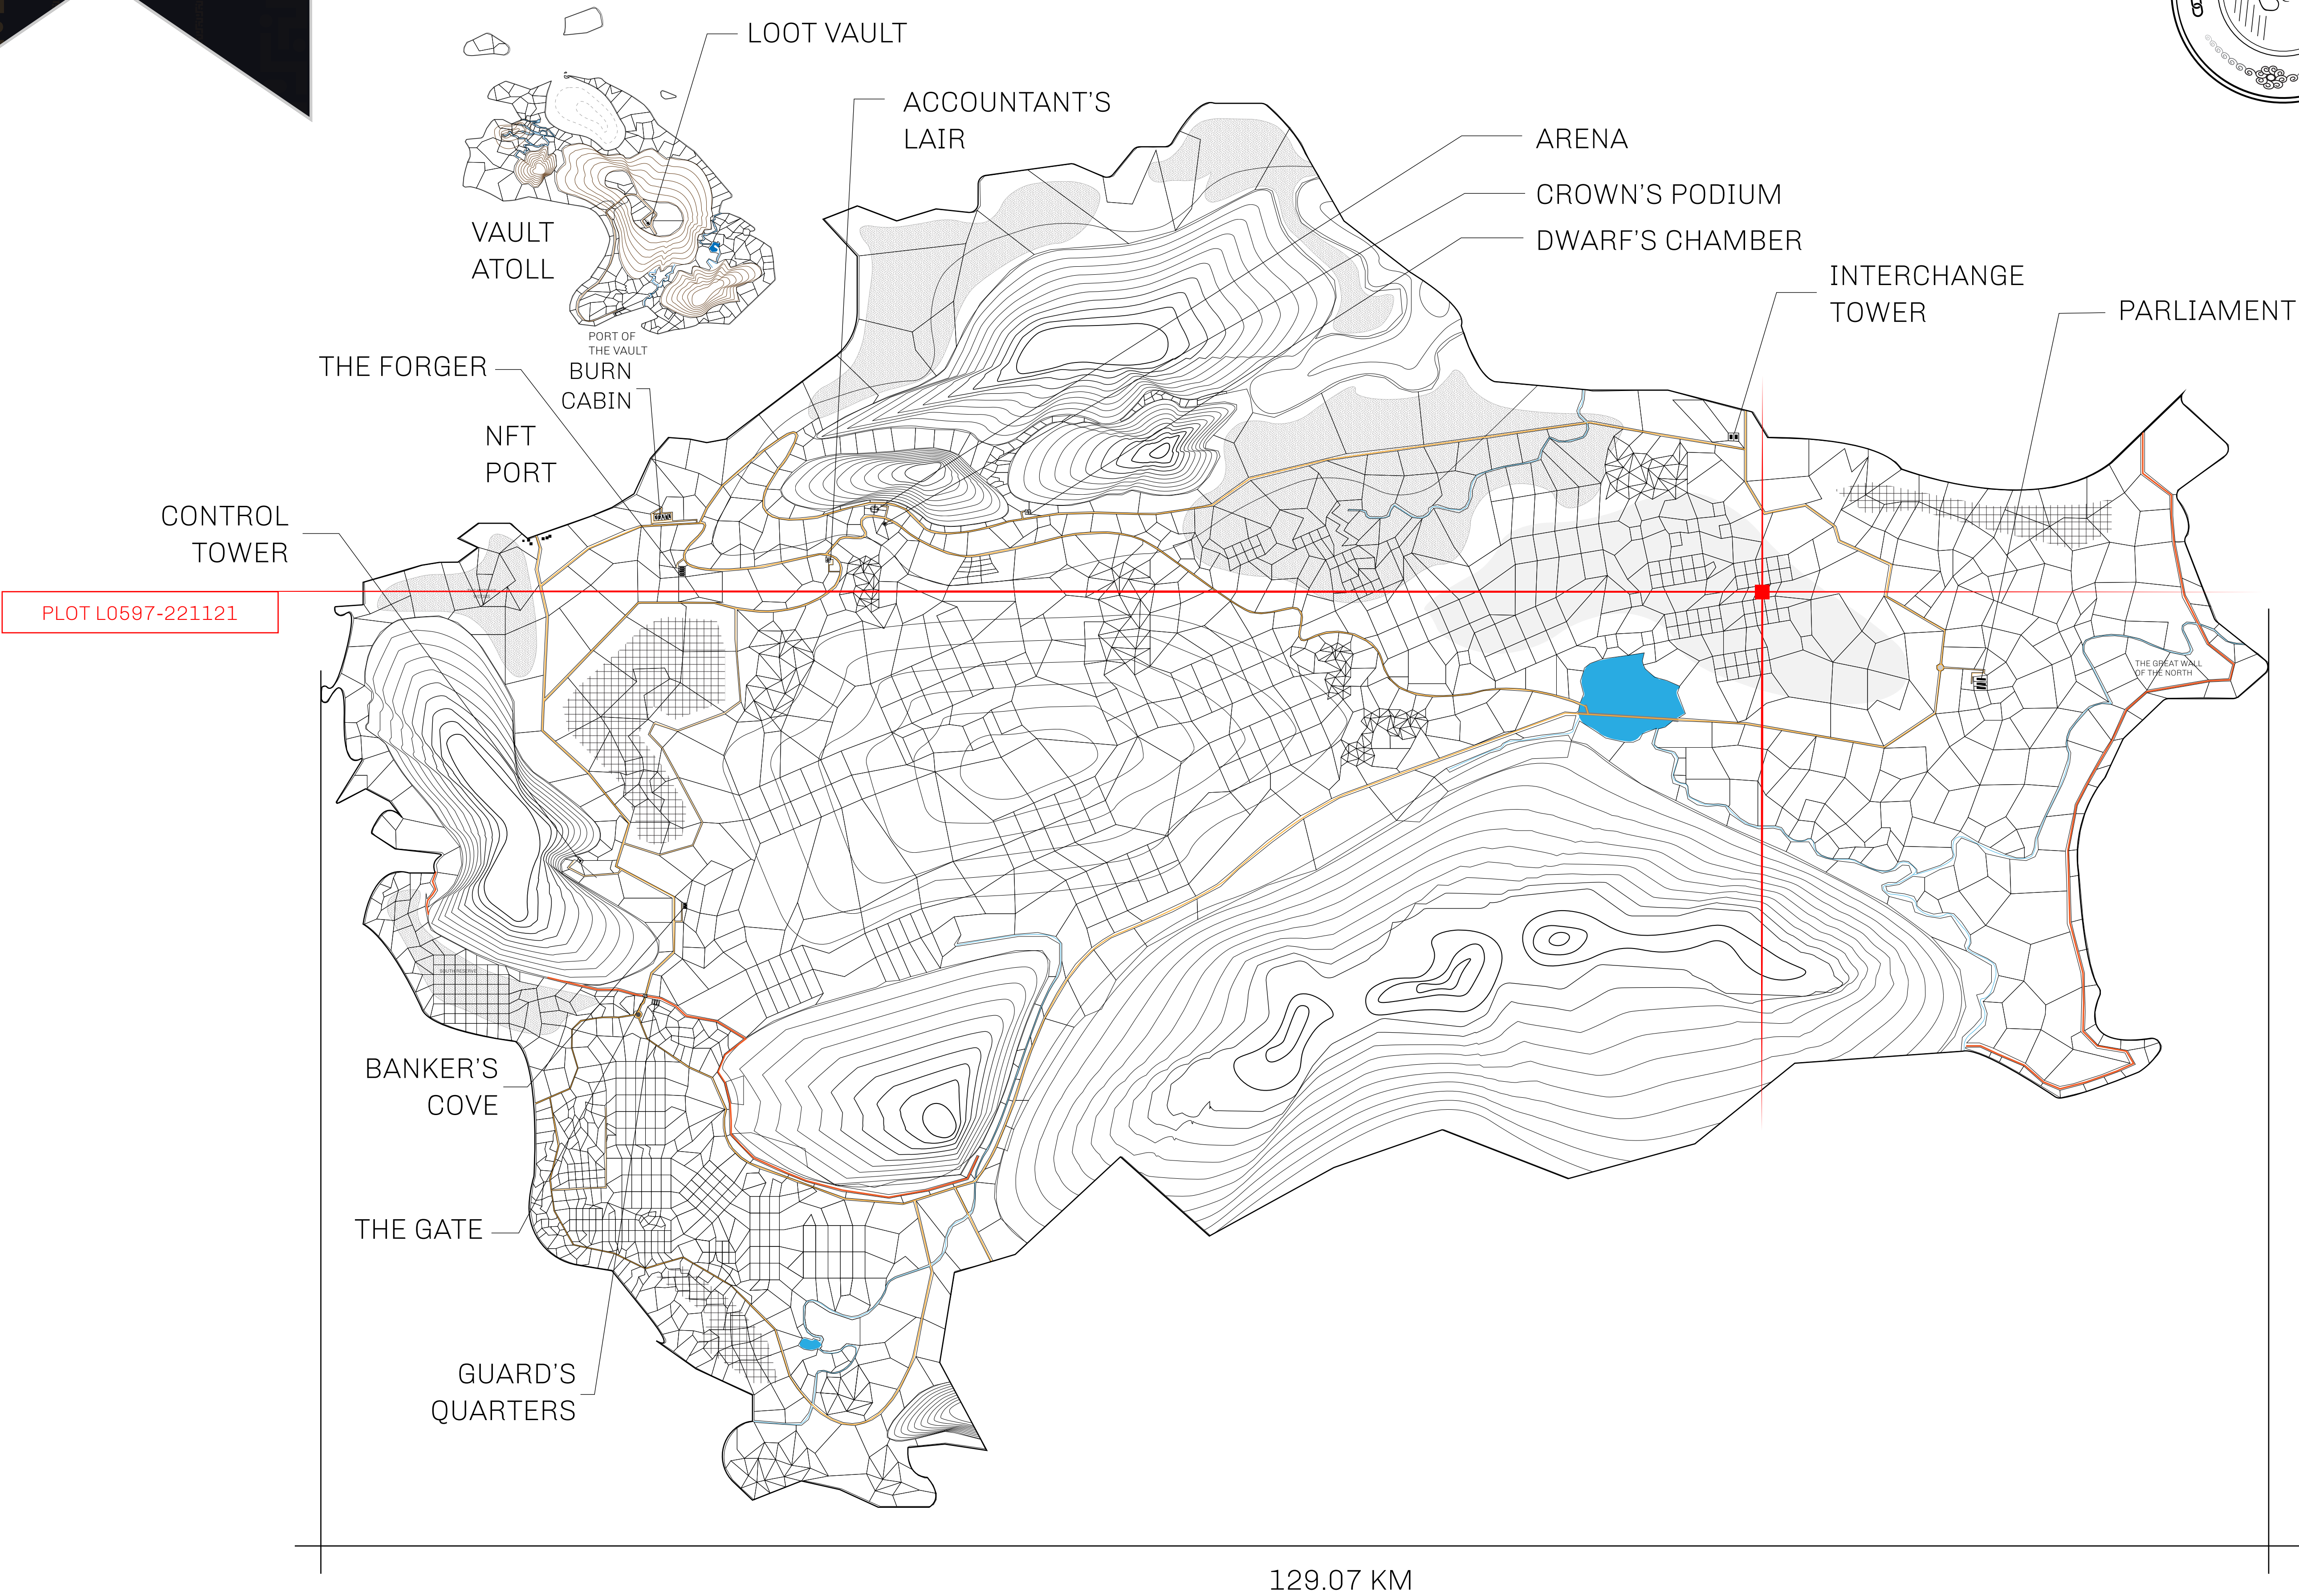 LOOT VAULT
ACCOUNTANT'S
LAIR
ARENA
CROWN'S PODIUM
DWARF'S CHAMBER
INTERCHANGE
TOWER
PARLIAMENT
VAULT
ATOLL
PORT OF
THE VAULT
THE FORGER
BURN
CABIN
NFT
PORT
CONTROL
TOWER
PLOT L0597-221121
THE GREAT WALL
OF THE NORTH
SOUTH RESERVE
BANKER'S
COVE
THE GATE
GUARD'S
QUARTERS
129.07 KM